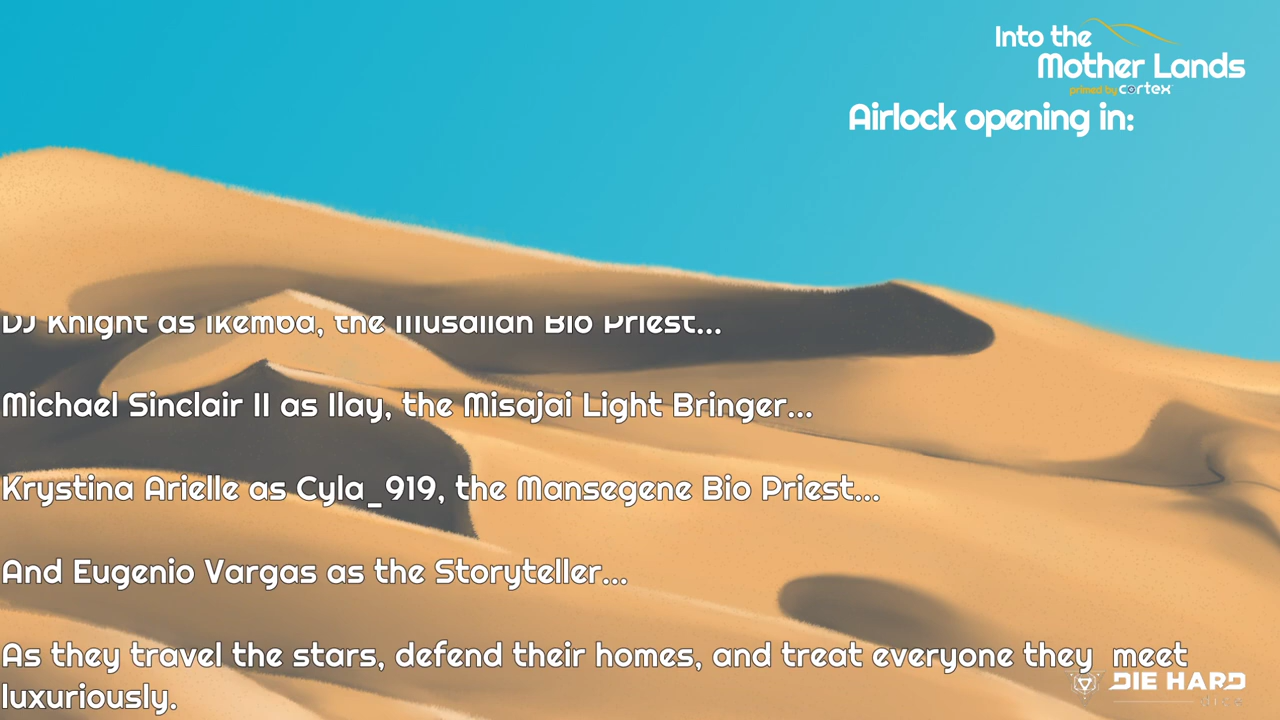 Into the
Mother Lands
primed by cortex
Airlock opening in:
DJ Knight as Ikemba, the Musalian Bio Priest...
Michael Sinclair II as Ilay, the Misajai Light Bringer...
Krystina Arielle as Cyla_919, the Mansegene Bio Priest...
And Eugenio Vargas as the Storyteller...
As they travel the stars, defend their homes, and treat everyone they meet
luxuriously.
DIE HARD